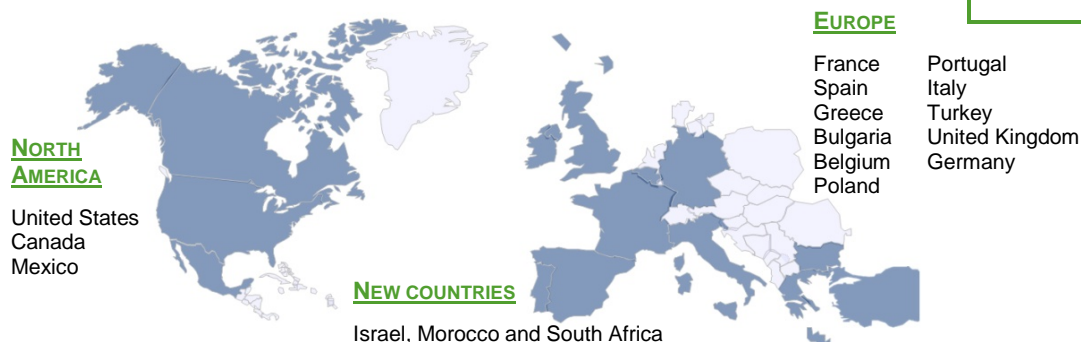 EUROPE
France Portugal
Spain Italy
Greece Turkey
Bulgaria United Kingdom
Belgium Germany
Poland
NORTH
AMERICA
United States
Canada
Mexico
NEW COUNTRIES
Israel, Morocco and South Africa